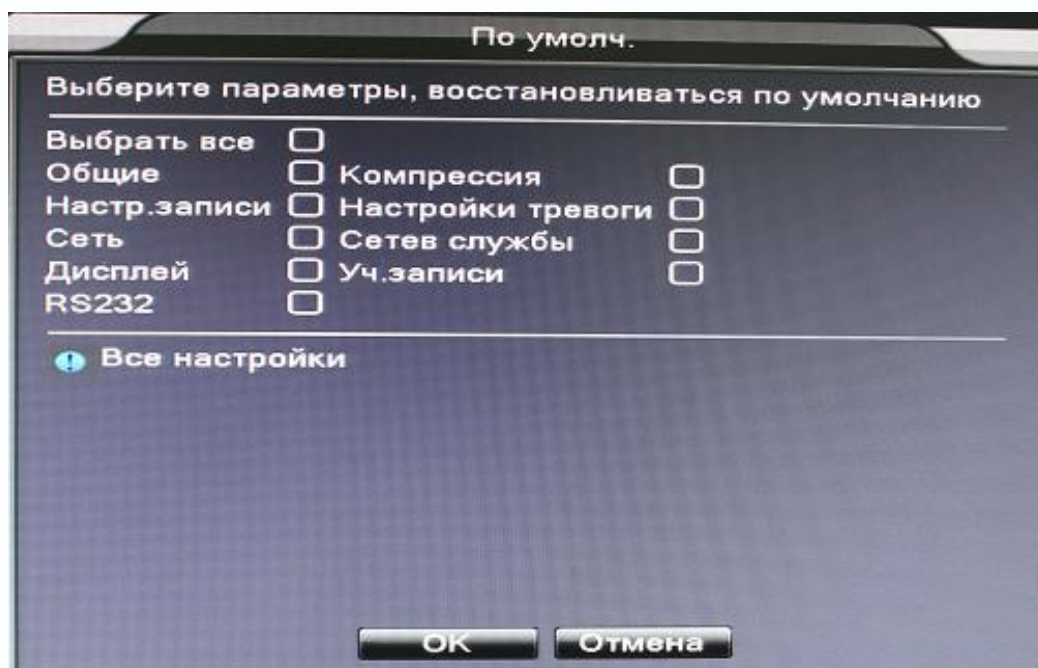 По умолч.
Выберите параметры, восстановливаться по умолчанию
Выбрать все
Общие Компрессия
Настр.записи Настройки тревоги
Сеть Сетев службы
Дисплей Уч.записи
RS232
Все настройки
OK Отмена